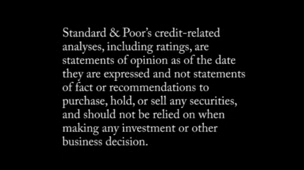 Standard & Poor's credit-related
analyses, including ratings, are
statements of opinion as of the date
they are expressed and not statements
of fact or recommendations to
purchase, hold, or sell any securities,
and should not be relied on when
making any investment or other
business decision.